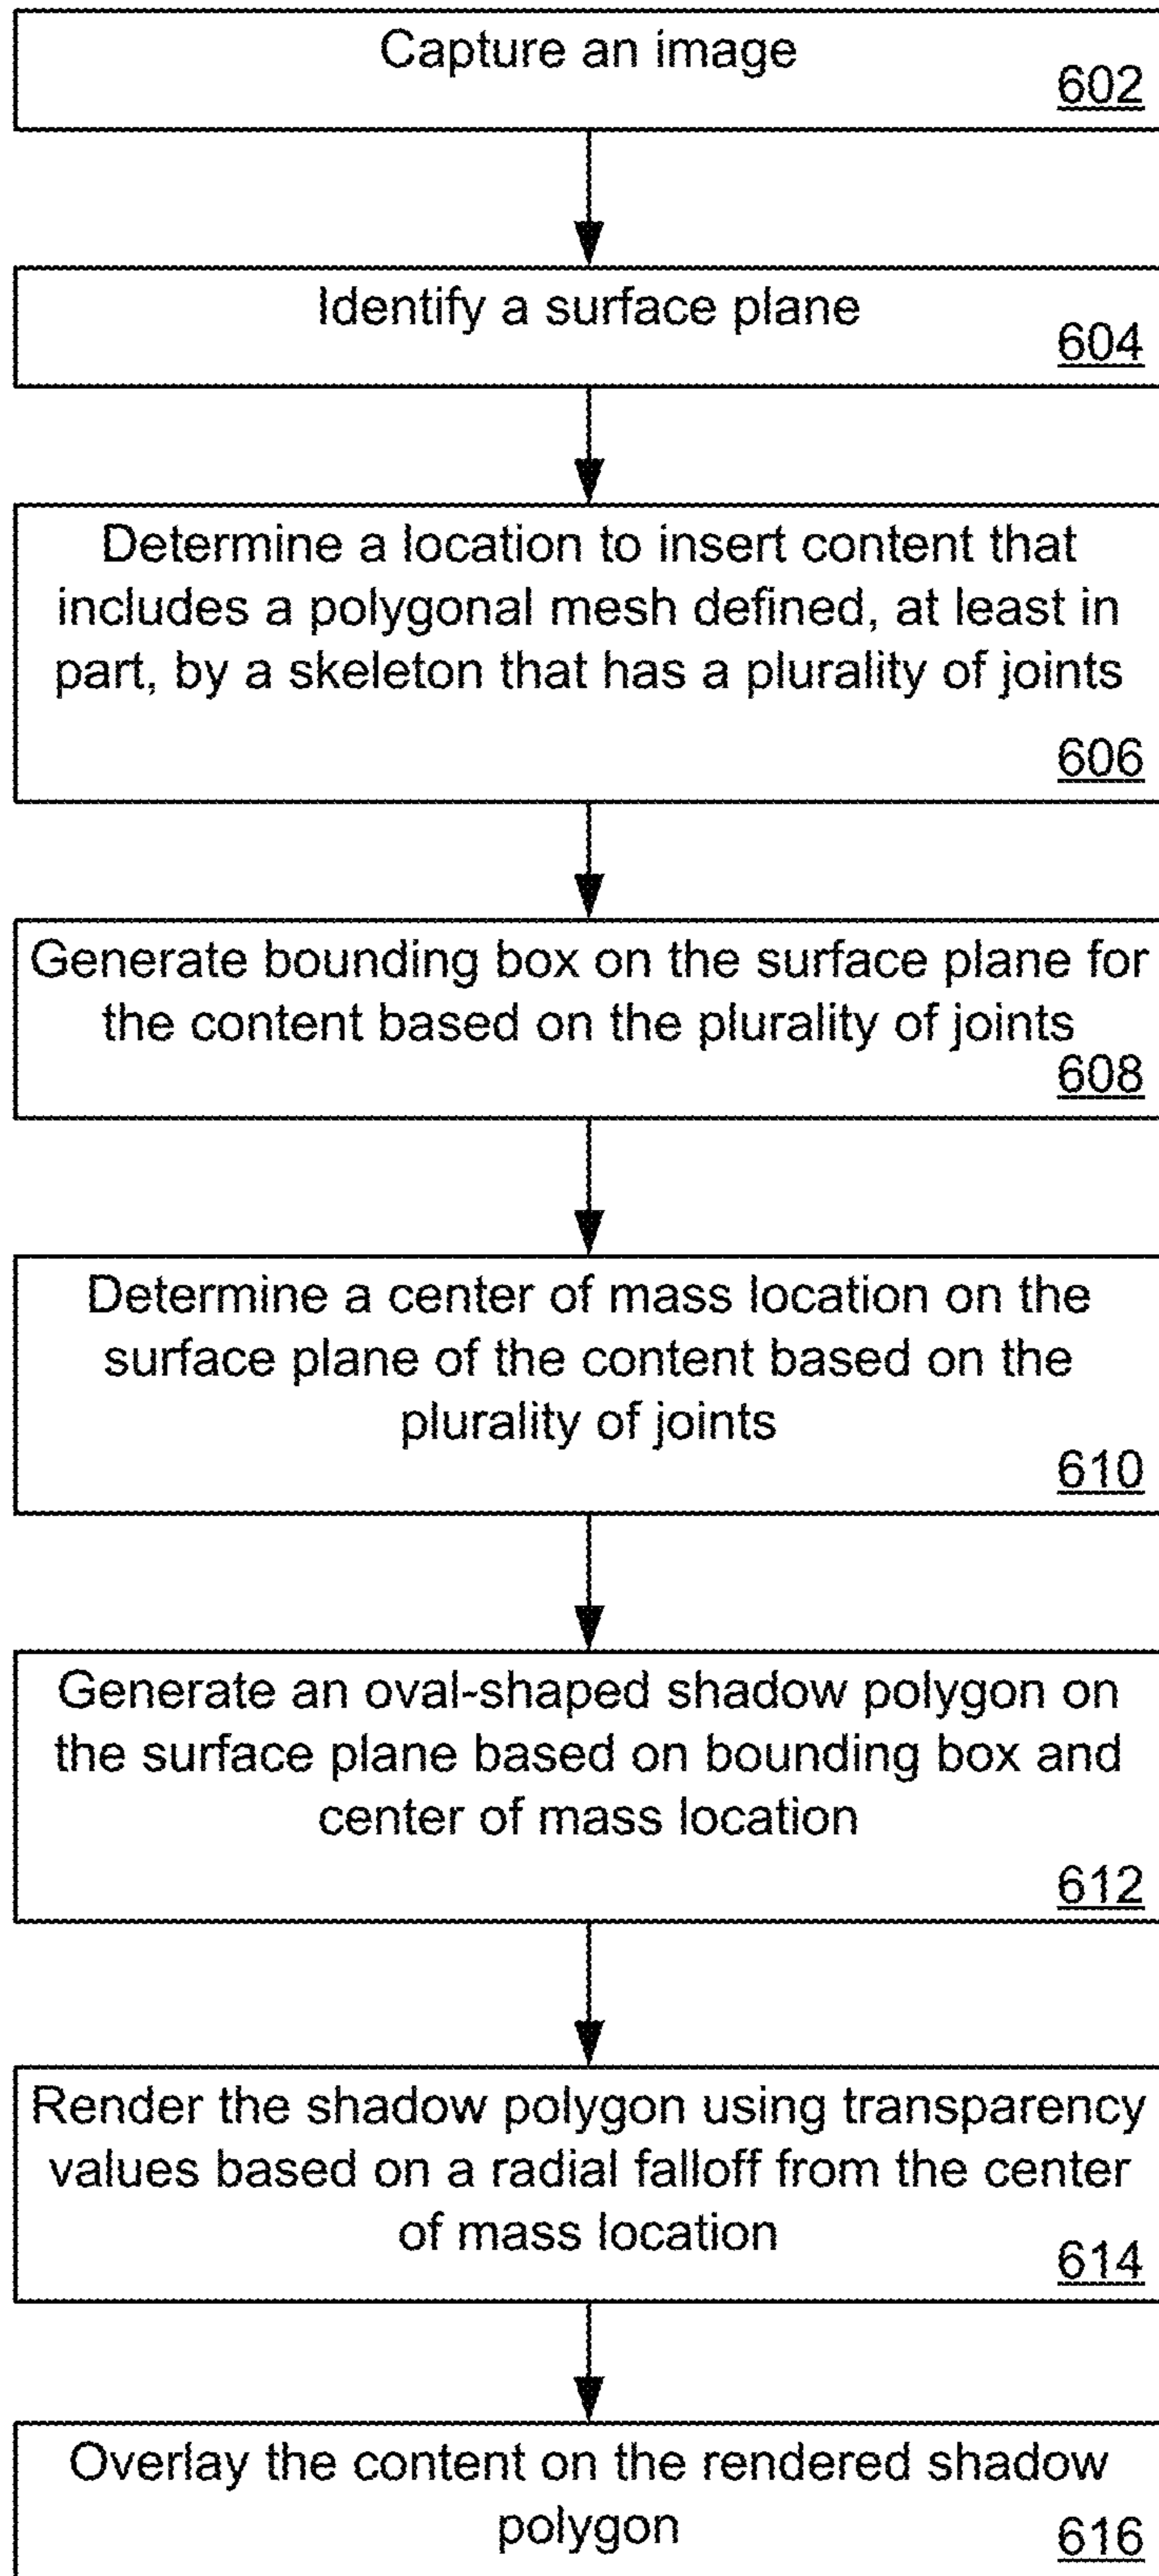 Capture an image
602
Identify a surface plane
604
Determine a location to insert content that
includes a polygonal mesh defined, at least in
part, by a skeleton that has a plurality of joints
606
Generate bounding box on the surface plane for
the content based on the plurality of joints
608
Determine a center of mass location on the
surface plane of the content based on the
plurality of joints
610
Generate an oval-shaped shadow polygon on
the surface plane based on bounding box and
center of mass location
612
Render the shadow polygon using transparency
values based on a radial falloff from the center
of mass location
614
Overlay the content on the rendered shadow
polygon
616